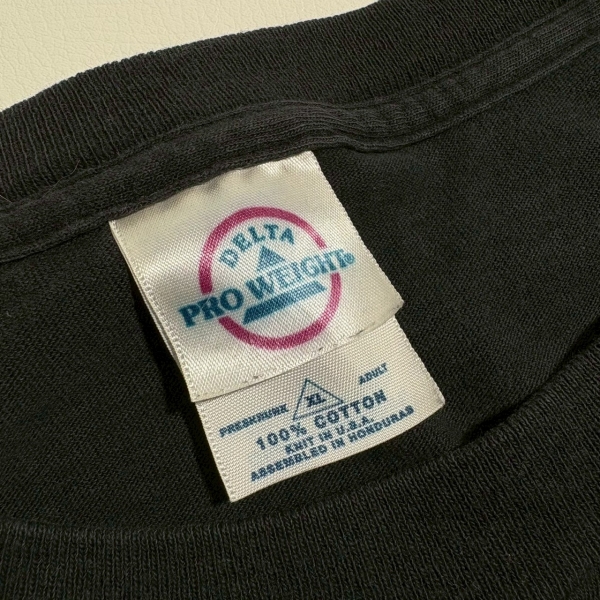 DELTA
PRO WEIGHT®
PRESHRUNK XL ADULT
100% COTTON
KNIT IN U.S.A.
ASSEMBLED IN HONDURAS